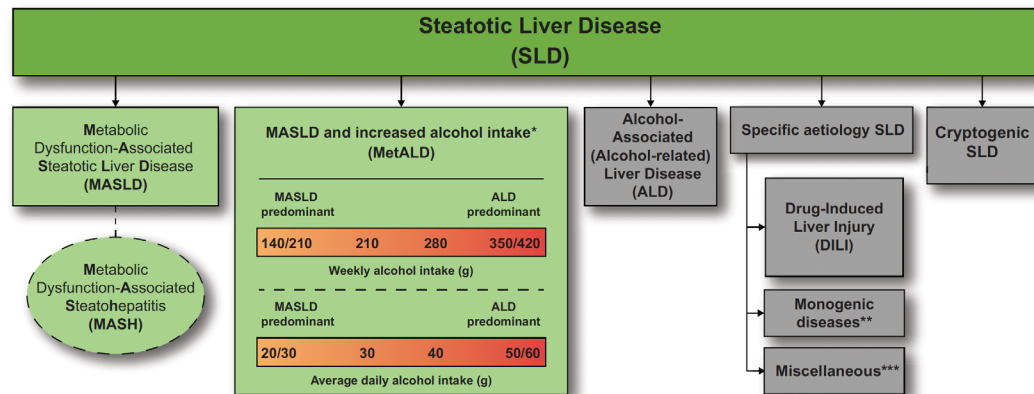 Steatotic Liver Disease
(SLD)
Metabolic
Dysfunction-Associated
Steatotic Liver Disease
(MASLD)
Metabolic
Dysfunction-Associated
Steatohepatitis
(MASH)
MASLD and increased alcohol intake*
(MetALD)
MASLD
predominant
ALD
predominant
140/210 210 280 350/420
Weekly alcohol intake (g)
MASLD
predominant
ALD
predominant
20/30 30 40 50/60
Average daily alcohol intake (g)
Alcohol-
Associated
(Alcohol-related)
Liver Disease
(ALD)
Specific aetiology SLD
Drug-Induced
Liver Injury
(DILI)
Monogenic
diseases**
Miscellaneous***
Cryptogenic
SLD